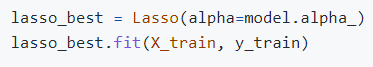 lasso_best = Lasso(alpha=model.alpha_)
lasso_best.fit(X_train, y_train)